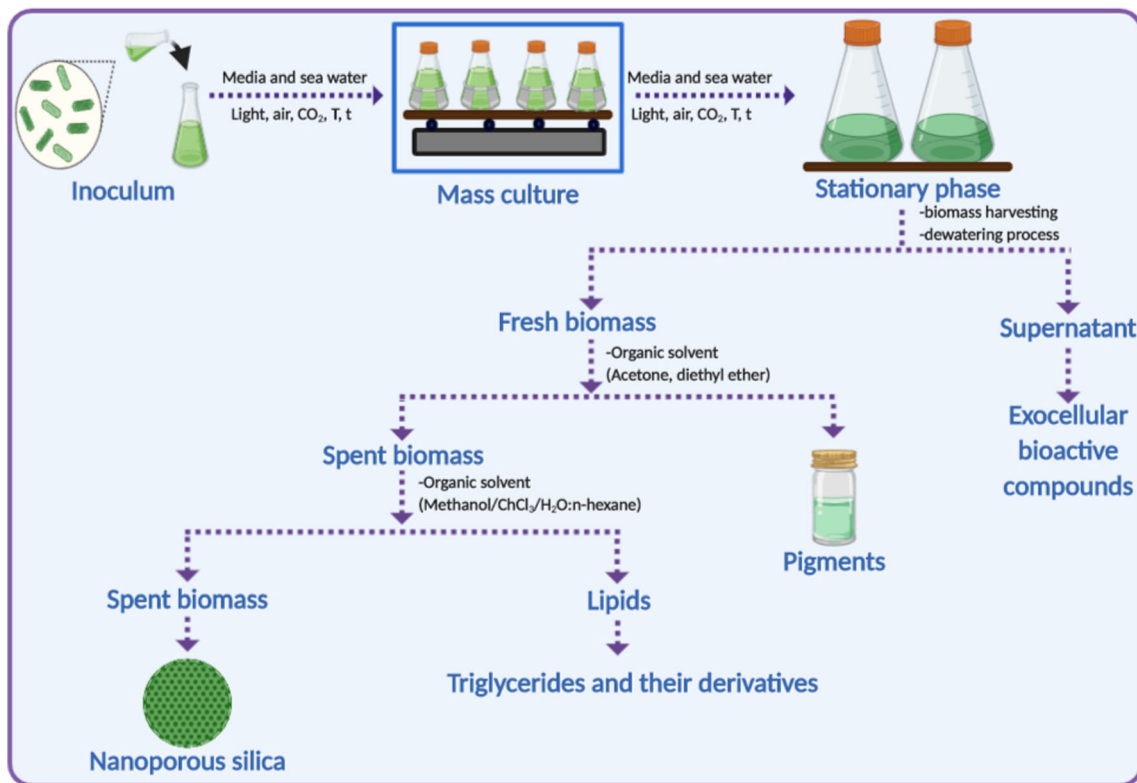 Media and sea water
Light, air, CO₂, T, t
Media and sea water
Light, air, CO₂, T, t
Inoculum
Mass culture
Stationary phase
-biomass harvesting
-dewatering process
Fresh biomass
Supernatant
-Organic solvent
(Acetone, diethyl ether)
Exocellular
bioactive
compounds
Spent biomass
-Organic solvent
(Methanol/ChCl₃/H₂O:n-hexane)
Pigments
Spent biomass
Lipids
Triglycerides and their derivatives
Nanoporous silica